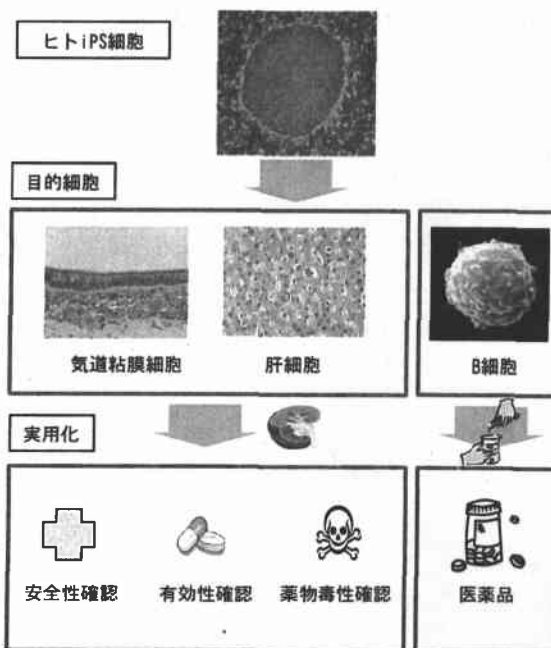 ヒトiPS細胞
目的細胞
気道粘膜細胞
肝細胞
B細胞
実用化
安全性確認
有効性確認
薬物毒性確認
医薬品